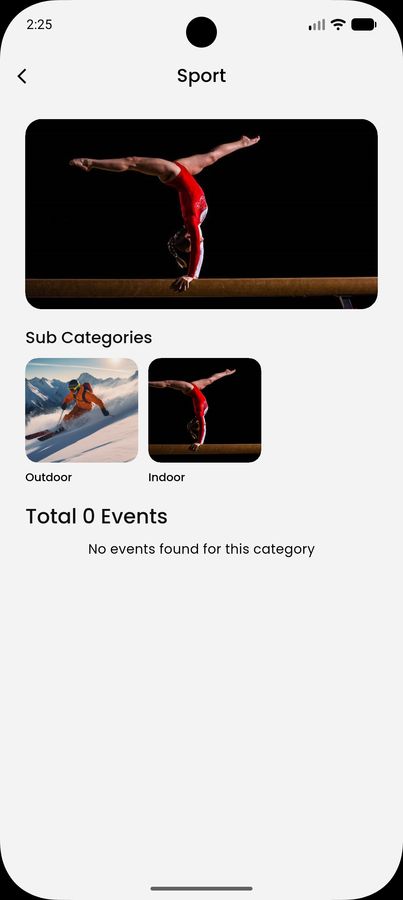 2:25
Sport
Sub Categories
Outdoor
Indoor
Total 0 Events
No events found for this category